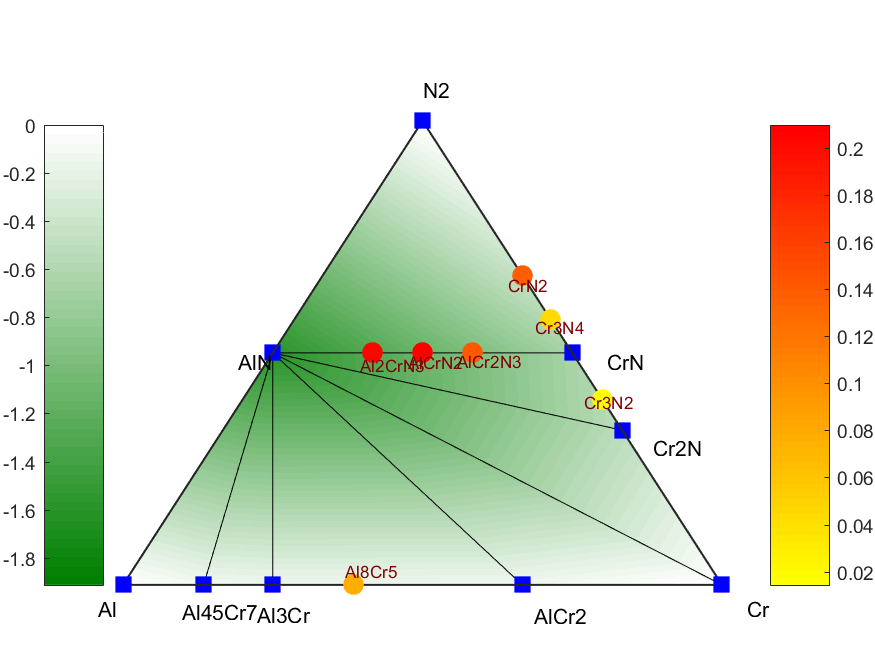 N2
0
-0.2
-0.4
-0.6
-0.8
-1
-1.2
-1.4
-1.6
-1.8
0.2
0.18
0.16
0.14
0.12
0.1
0.08
0.06
0.04
0.02
CrN2
Cr3N4
AlN
Al2CrN3
AlCrN2
AlCr2N3
CrN
Cr3N2
Cr2N
Al8Cr5
Al
Al45Cr7
Al3Cr
AlCr2
Cr